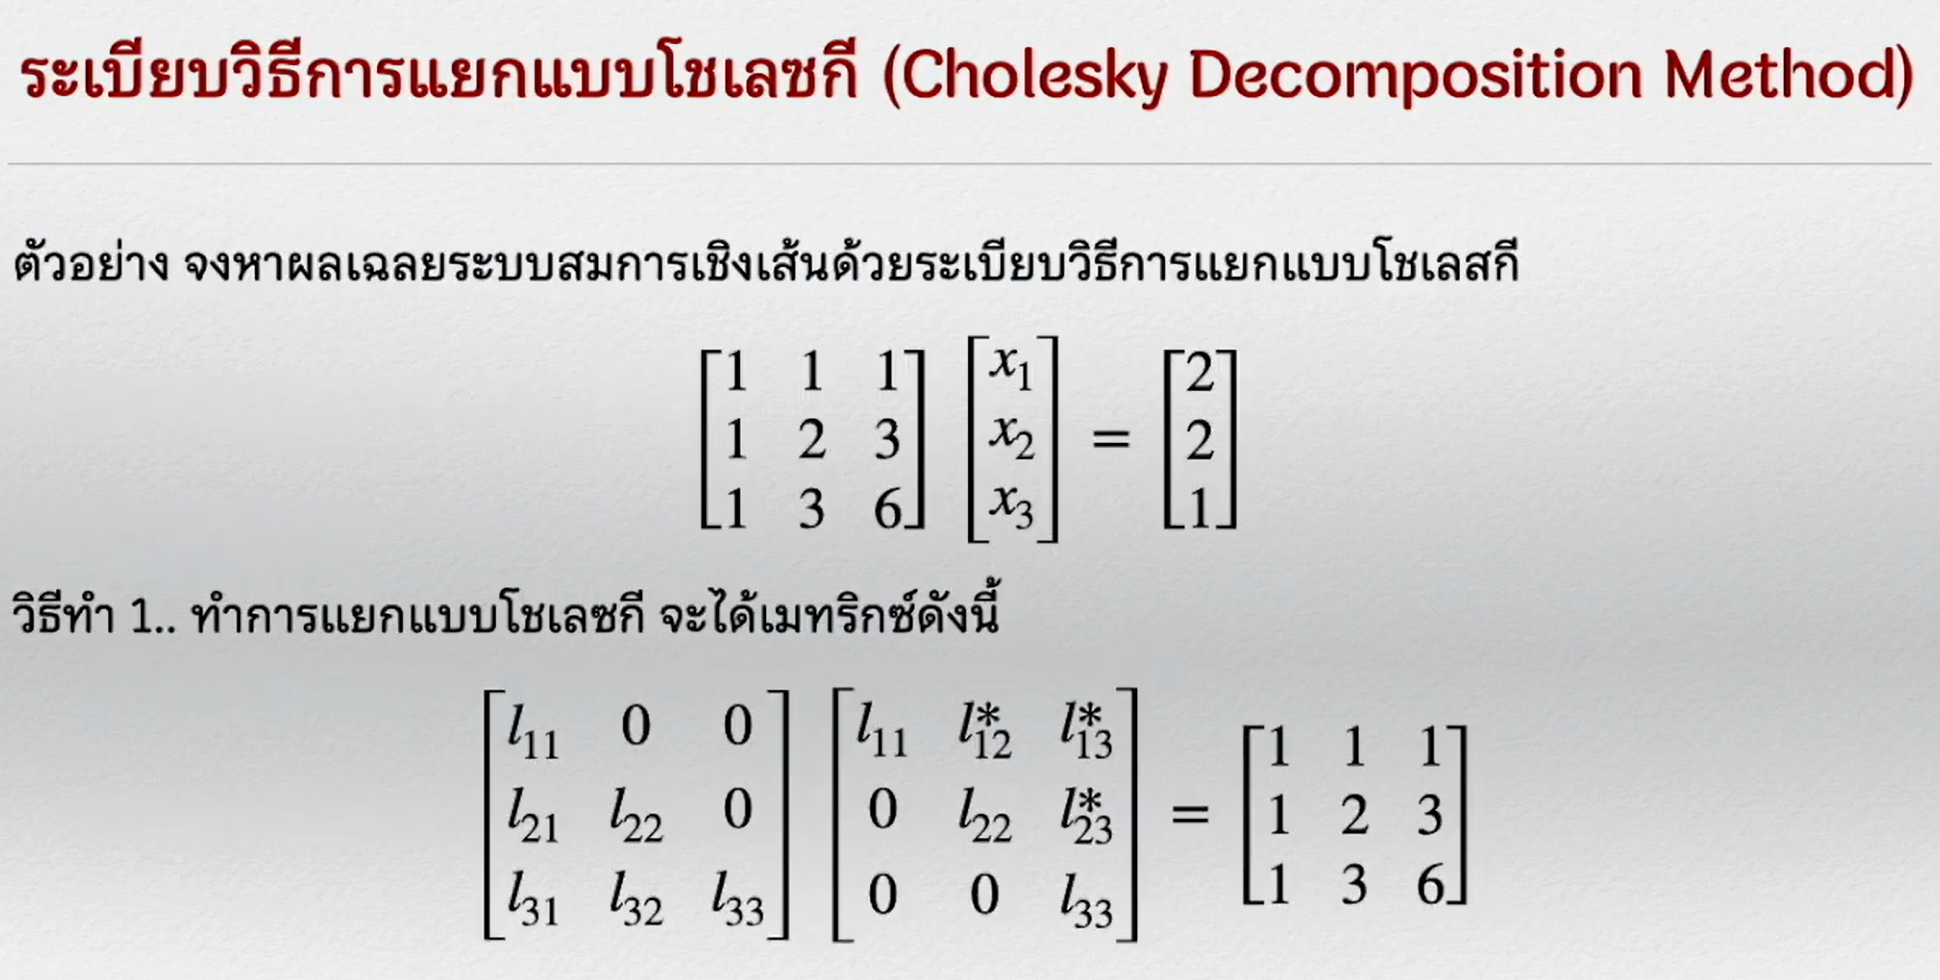 ระเบียบวิธีการแยกแบบโชเลซกี (Cholesky Decomposition Method)
ตัวอย่าง จงหาผลเฉลยระบบสมการเชิงเส้นด้วยระเบียบวิธีการแยกแบบโชเลสกี
1 1 1 x₁ 2
1 2 3 x₂ = 2
1 3 6 x₃ 1
วิธีทำ 1.. ทำการแยกแบบโชเลซกี จะได้เมทริกซ์ดังนี้
l₁₁ 0 0 l₁₁ l*₁₂ l*₁₃ 1 1 1
l₂₁ l₂₂ 0 0 l₂₂ l*₂₃ = 1 2 3
l₃₁ l₃₂ l₃₃ 0 0 l₃₃ 1 3 6